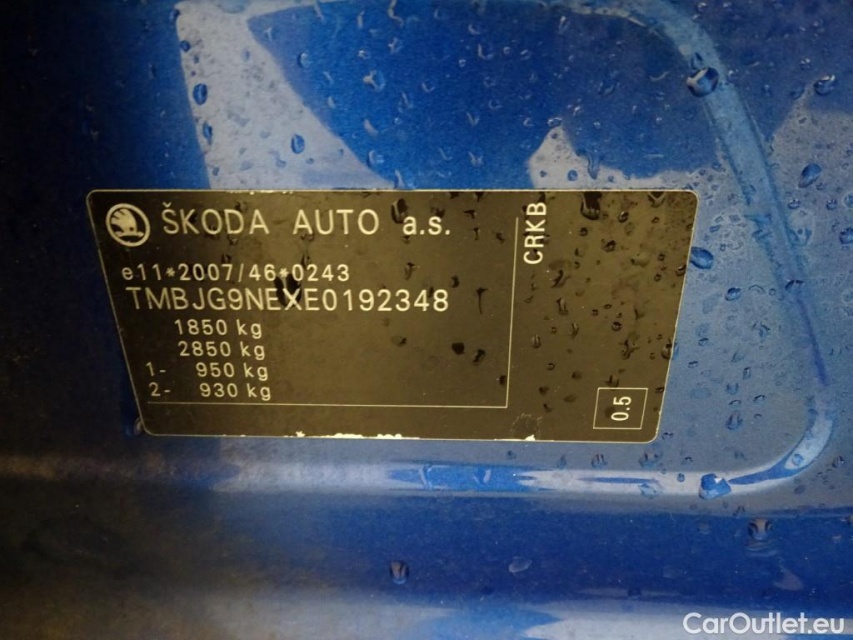 ŠKODA AUTO a.s.
e11*2007/46*0243
TMBJG9NEXE0192348
1850 kg
2850 kg
1- 950 kg
2- 930 kg
CRKB
0.5
CarOutlet.eu